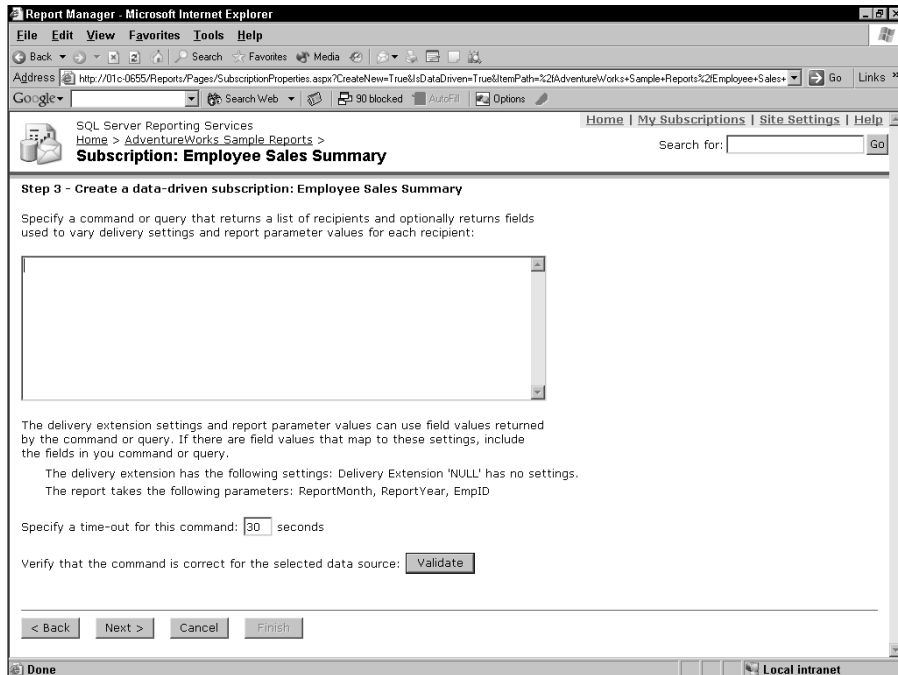 Report Manager - Microsoft Internet Explorer
File Edit View Favorites Tools Help
Back Search Favorites Media
Address http://01c-0655/Reports/Pages/SubscriptionProperties.aspx?CreateNew=True&IsDataDriven=True&ItemPath=%2fAdventureWorks+Sample+Reports%2fEmployee+Sales+ Go Links »
Google Search Web 90 blocked AutoFill Options
SQL Server Reporting Services
Home | My Subscriptions | Site Settings | Help
Home > AdventureWorks Sample Reports >
Subscription: Employee Sales Summary
Search for: Go
Step 3 - Create a data-driven subscription: Employee Sales Summary
Specify a command or query that returns a list of recipients and optionally returns fields
used to vary delivery settings and report parameter values for each recipient:
The delivery extension settings and report parameter values can use field values returned
by the command or query. If there are field values that map to these settings, include
the fields in you command or query.
The delivery extension has the following settings: Delivery Extension 'NULL' has no settings.
The report takes the following parameters: ReportMonth, ReportYear, EmpID
Specify a time-out for this command: 30 seconds
Verify that the command is correct for the selected data source: Validate
< Back Next > Cancel Finish
Done Local intranet